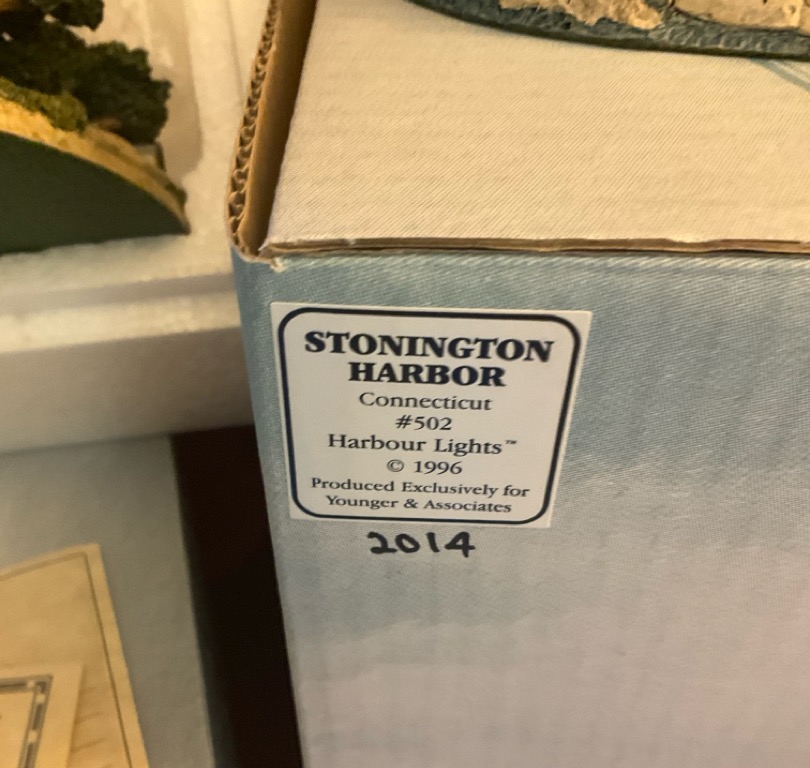 STONINGTON
HARBOR
Connecticut
#502
Harbour Lights™
© 1996
Produced Exclusively for
Younger & Associates
2014